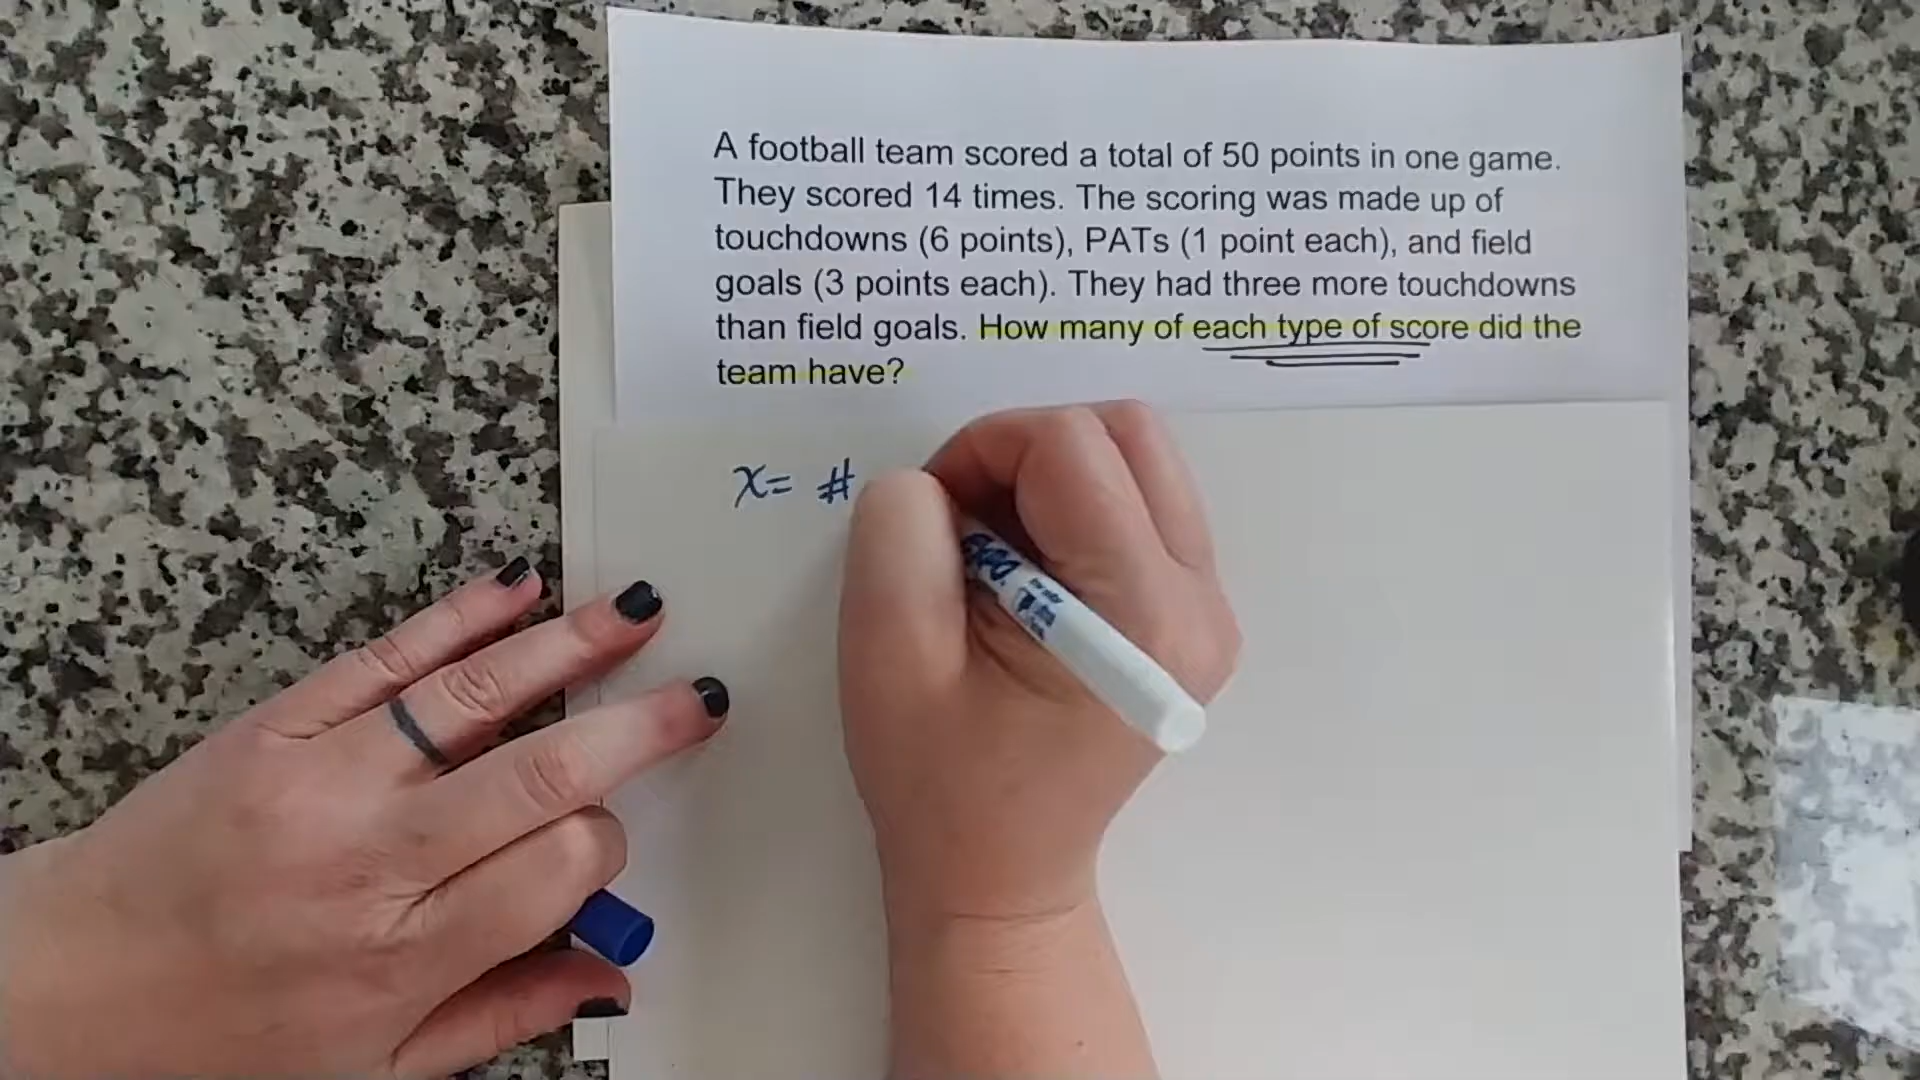 A football team scored a total of 50 points in one game.
They scored 14 times. The scoring was made up of
touchdowns (6 points), PATs (1 point each), and field
goals (3 points each). They had three more touchdowns
than field goals. How many of each type of score did the
team have?
x= #
EXPO